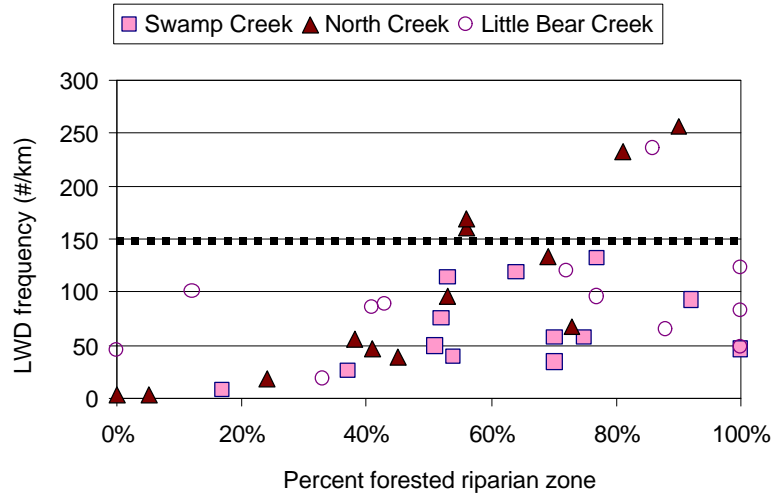 Swamp Creek North Creek Little Bear Creek
300
250
200
150
100
50
0
LWD frequency (#/km)
0% 20% 40% 60% 80% 100%
Percent forested riparian zone